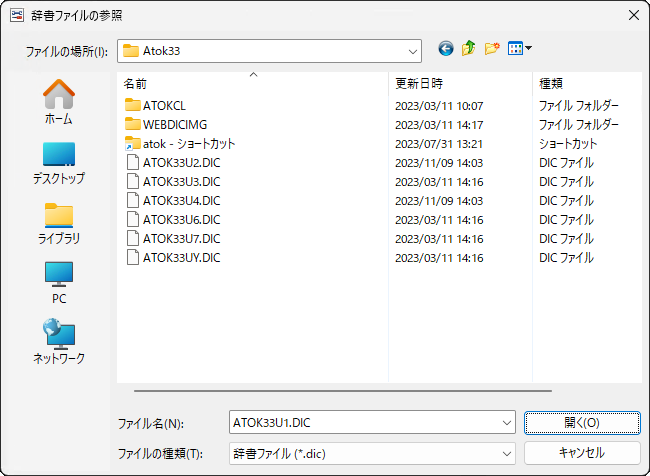 辞書ファイルの参照
ファイルの場所(I): Atok33
ホーム
デスクトップ
ライブラリ
PC
ネットワーク
名前 更新日時 種類
ATOKCL 2023/03/11 10:07 ファイル フォルダー
WEBDICIMG 2023/03/11 14:17 ファイル フォルダー
atok - ショートカット 2023/07/31 13:21 ショートカット
ATOK33U2.DIC 2023/11/09 14:03 DIC ファイル
ATOK33U3.DIC 2023/03/11 14:16 DIC ファイル
ATOK33U4.DIC 2023/11/09 14:03 DIC ファイル
ATOK33U6.DIC 2023/03/11 14:16 DIC ファイル
ATOK33U7.DIC 2023/03/11 14:16 DIC ファイル
ATOK33UY.DIC 2023/03/11 14:16 DIC ファイル
ファイル名(N): ATOK33U1.DIC 開く(O)
ファイルの種類(T): 辞書ファイル (*.dic) キャンセル